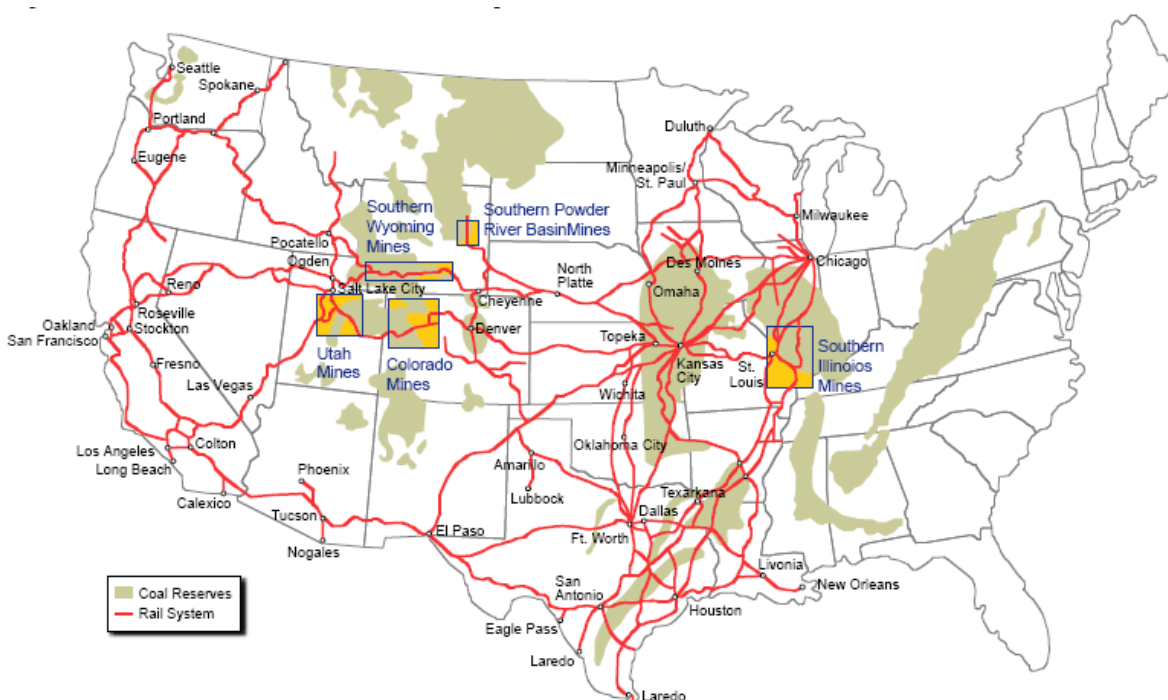 Seattle
Spokane
Portland
Eugene
Duluth
Minneapolis/
St. Paul
Milwaukee
Southern
Wyoming
Mines
Southern Powder
River BasinMines
Pocatello
Ogden
Chicago
Des Moines
North
Platte
Reno
Salt Lake City
Omaha
Cheyenne
Roseville
Oakland
Stockton
San Francisco
Denver
Topeka
Utah
Mines
Colorado
Mines
Kansas
City
St.
Louis
Southern
Illinoios
Mines
Fresno
Las Vegas
Wichita
Colton
Los Angeles
Long Beach
Oklahoma City
Amarilo
Phoenix
Lubbock
Calexico
Texarkana
Tucson
Dallas
El Paso
Ft. Worth
Nogales
Livonia
San
Antonio
New Orleans
Houston
Eagle Pass
Laredo
Laredo
Coal Reserves
Rail System